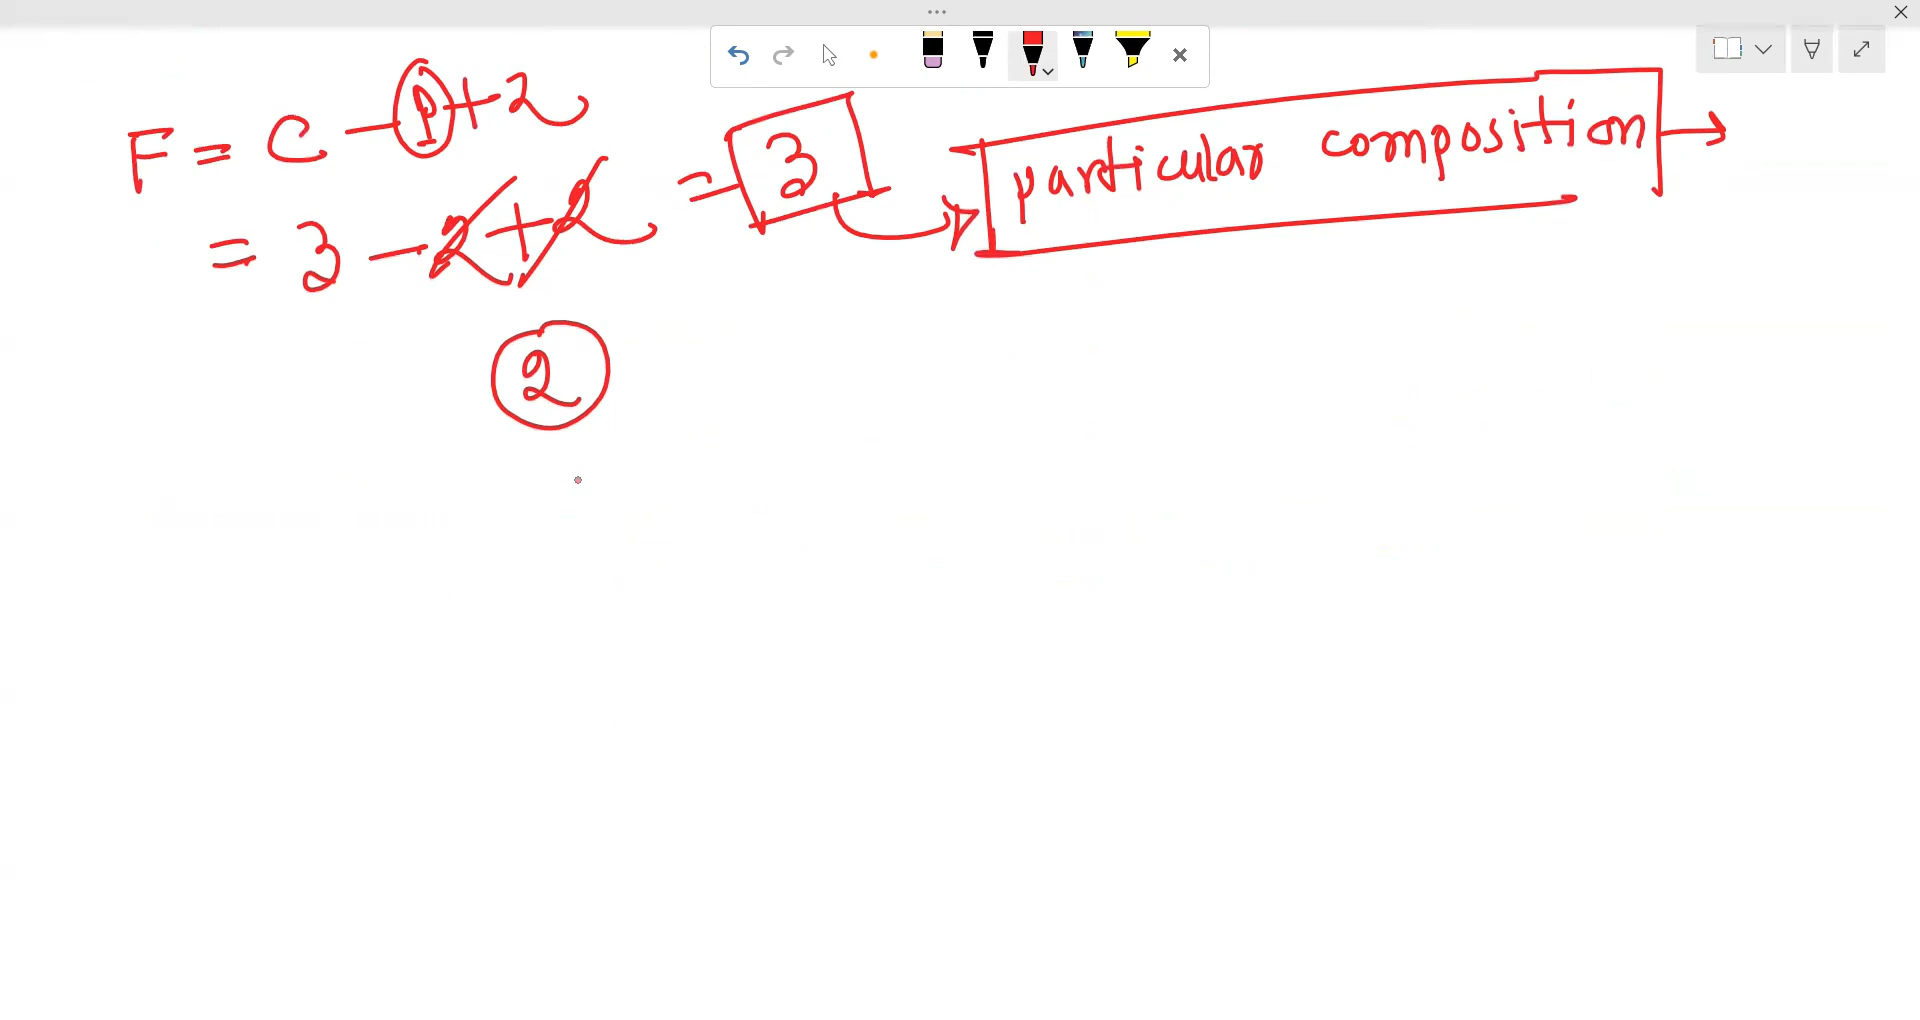 F = C - P + 2
= 3 - 2 + 2 = 3 particular composition →
2